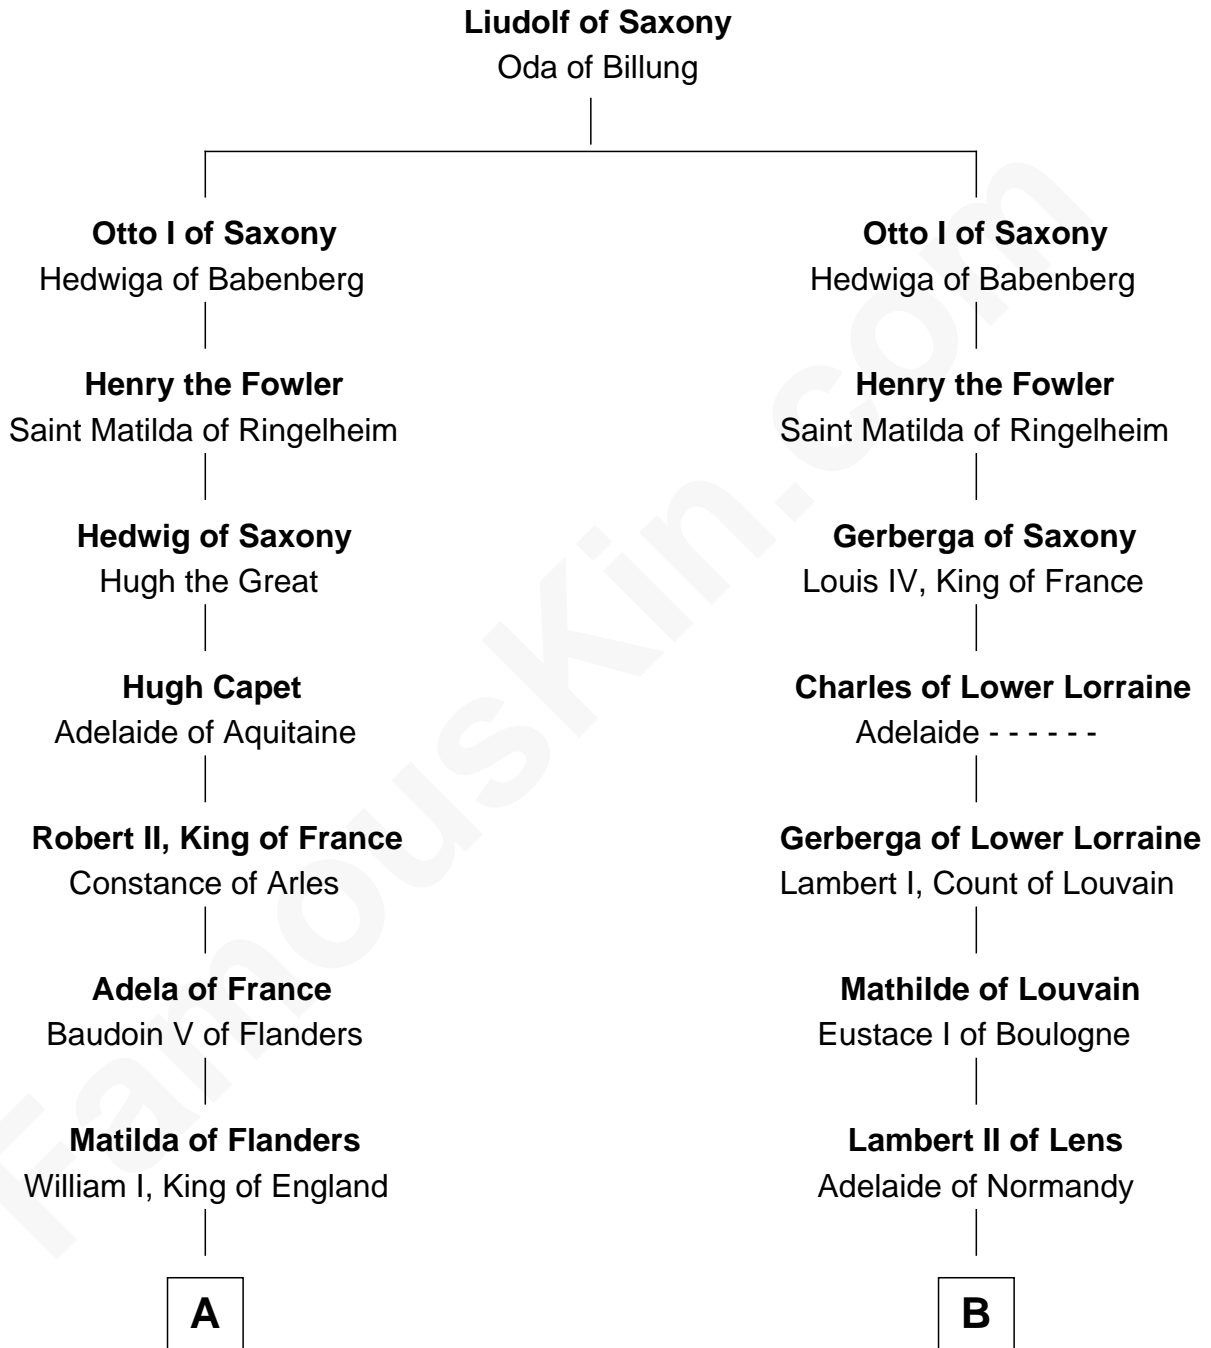 Liudolf of Saxony
Oda of Billung
Otto I of Saxony
Hedwiga of Babenberg
Henry the Fowler
Saint Matilda of Ringelheim
Hedwig of Saxony
Hugh the Great
Hugh Capet
Adelaide of Aquitaine
Robert II, King of France
Constance of Arles
Adela of France
Baudoin V of Flanders
Matilda of Flanders
William I, King of England
A
Otto I of Saxony
Hedwiga of Babenberg
Henry the Fowler
Saint Matilda of Ringelheim
Gerberga of Saxony
Louis IV, King of France
Charles of Lower Lorraine
Adelaide - - - - - -
Gerberga of Lower Lorraine
Lambert I, Count of Louvain
Mathilde of Louvain
Eustace I of Boulogne
Lambert II of Lens
Adelaide of Normandy
B
FamousKin.com